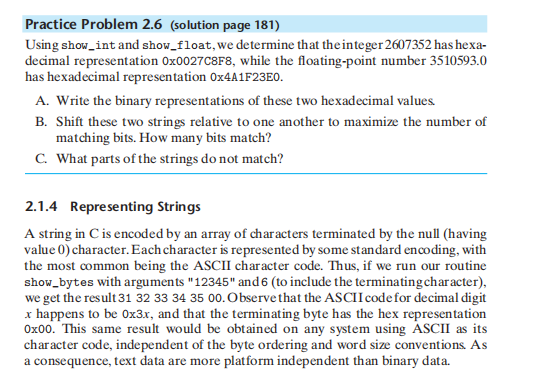 Practice Problem 2.6 (solution page 181)
Using show_int and show_float, we determine that the integer 2607352 has hexa-
decimal representation 0x0027C8F8, while the floating-point number 3510593.0
has hexadecimal representation 0x4A1F23E0.
A. Write the binary representations of these two hexadecimal values.
B. Shift these two strings relative to one another to maximize the number of
matching bits. How many bits match?
C. What parts of the strings do not match?
2.1.4 Representing Strings
A string in C is encoded by an array of characters terminated by the null (having
value 0) character. Each character is represented by some standard encoding, with
the most common being the ASCII character code. Thus, if we run our routine
show_bytes with arguments "12345" and 6 (to include the terminating character),
we get the result 31 32 33 34 35 00. Observe that the ASCII code for decimal digit
x happens to be 0x3x, and that the terminating byte has the hex representation
0x00. This same result would be obtained on any system using ASCII as its
character code, independent of the byte ordering and word size conventions. As
a consequence, text data are more platform independent than binary data.